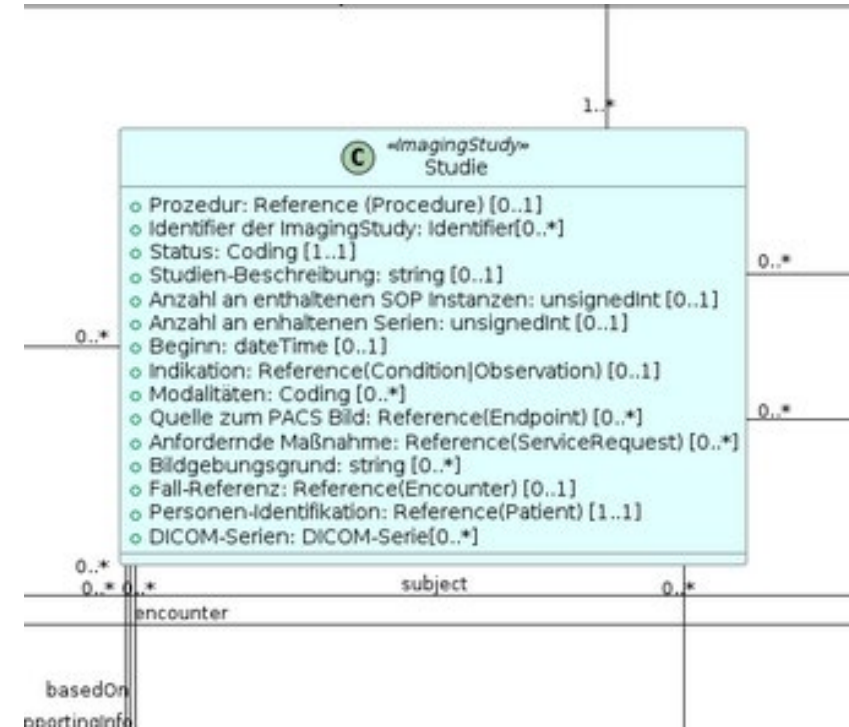 1..*
C
«ImagingStudy»
Studie
Prozedur: Reference (Procedure) [0..1]
Identifier der ImagingStudy: Identifier[0..*]
Status: Coding [1..1]
Studien-Beschreibung: string [0..1]
0..*
Anzahl an enthaltenen SOP Instanzen: unsignedInt [0..1]
Anzahl an enhaltenen Serien: unsignedInt [0..1]
0..*
Beginn: dateTime [0..1]
Indikation: Reference(Condition|Observation) [0..1]
Modalitäten: Coding [0..*]
Quelle zum PACS Bild: Reference(Endpoint) [0..*]
0..*
Anfordernde Maßnahme: Reference(ServiceRequest) [0..*]
Bildgebungsgrund: string [0..*]
Fall-Referenz: Reference(Encounter) [0..1]
Personen-Identifikation: Reference(Patient) [1..1]
DICOM-Serien: DICOM-Serie[0..*]
0..*
0..* 0..* subject 0..*
encounter
basedOn
pportingInfo